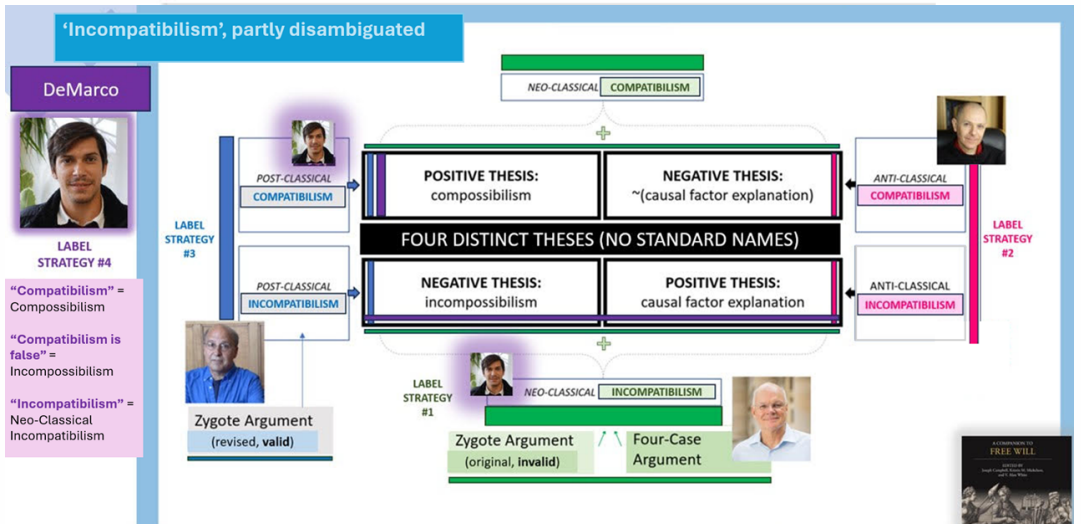 ‘Incompatibilism’, partly disambiguated
DeMarco
LABEL
STRATEGY #4
“Compatibilism” =
Compossibilism
“Compatibilism is
false” =
Incompossibilism
“Incompatibilism” =
Neo-Classical
Incompatibilism
NEO-CLASSICAL COMPATIBILISM
+
POST-CLASSICAL
COMPATIBILISM
LABEL
STRATEGY
#3
POST-CLASSICAL
INCOMPATIBILISM
POSITIVE THESIS:
compossibilism
NEGATIVE THESIS:
~(causal factor explanation)
FOUR DISTINCT THESES (NO STANDARD NAMES)
NEGATIVE THESIS:
incompossibilism
POSITIVE THESIS:
causal factor explanation
ANTI-CLASSICAL
COMPATIBILISM
LABEL
STRATEGY
#2
ANTI-CLASSICAL
INCOMPATIBILISM
+
LABEL
STRATEGY
#1
NEO-CLASSICAL INCOMPATIBILISM
Zygote Argument
(revised, valid)
Zygote Argument
(original, invalid)
Four-Case
Argument
A COMPANION TO
FREE WILL
EDITED BY